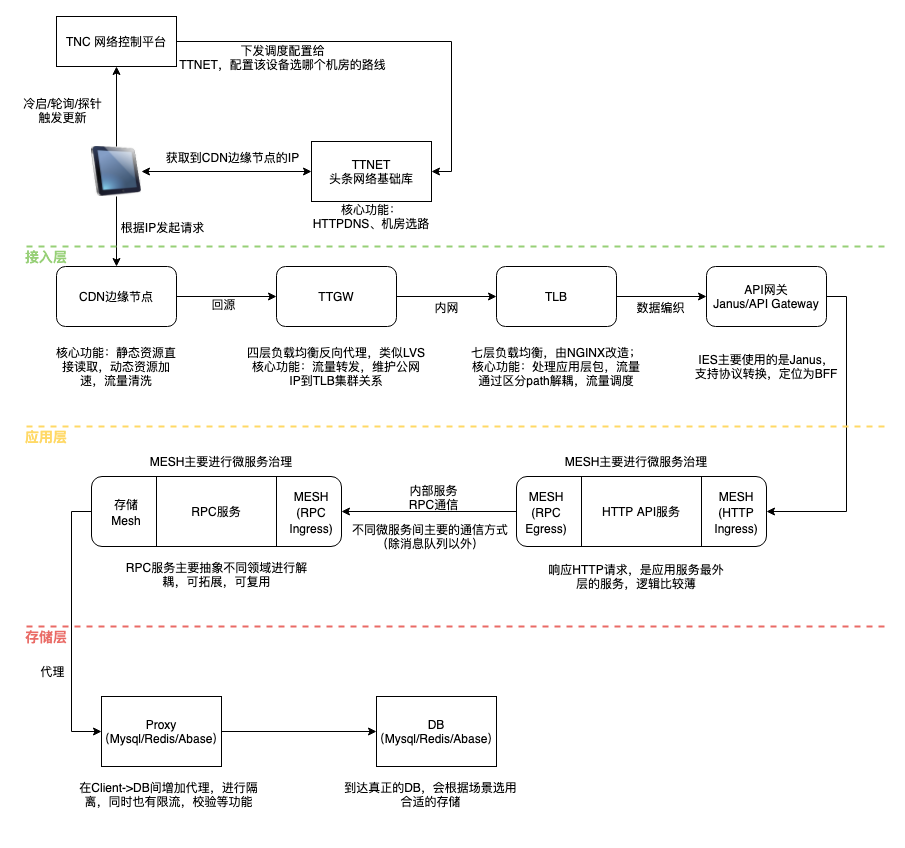 TNC 网络控制平台
下发调度配置给
TTNET，配置该设备选哪个机房的路线
冷启/轮询/探针
触发更新
获取到CDN边缘节点的IP
TTNET
头条网络基础库
核心功能：
HTTPDNS、机房选路
根据IP发起请求
接入层
CDN边缘节点
回源
TTGW
内网
TLB
数据编织
API网关
Janus/API Gateway
核心功能：静态资源直
接读取，动态资源加
速，流量清洗
四层负载均衡反向代理，类似LVS
核心功能：流量转发，维护公网
IP到TLB集群关系
七层负载均衡，由NGINX改造；
核心功能：处理应用层包，流量
通过区分path解耦，流量调度
IES主要使用的是Janus，
支持协议转换，定位为BFF
应用层
MESH主要进行微服务治理
MESH主要进行微服务治理
存储
Mesh
RPC服务
MESH
(RPC
Ingress)
内部服务
RPC通信
不同微服务间主要的通信方式
（除消息队列以外）
MESH
(RPC
Egress)
HTTP API服务
MESH
(HTTP
Ingress)
RPC服务主要抽象不同领域进行解
耦，可拓展，可复用
响应HTTP请求，是应用服务最外
层的服务，逻辑比较薄
存储层
代理
Proxy
（Mysql/Redis/Abase）
DB
（Mysql/Redis/Abase）
在Client->DB间增加代理，进行隔
离，同时也有限流，校验等功能
到达真正的DB，会根据场景选用
合适的存储